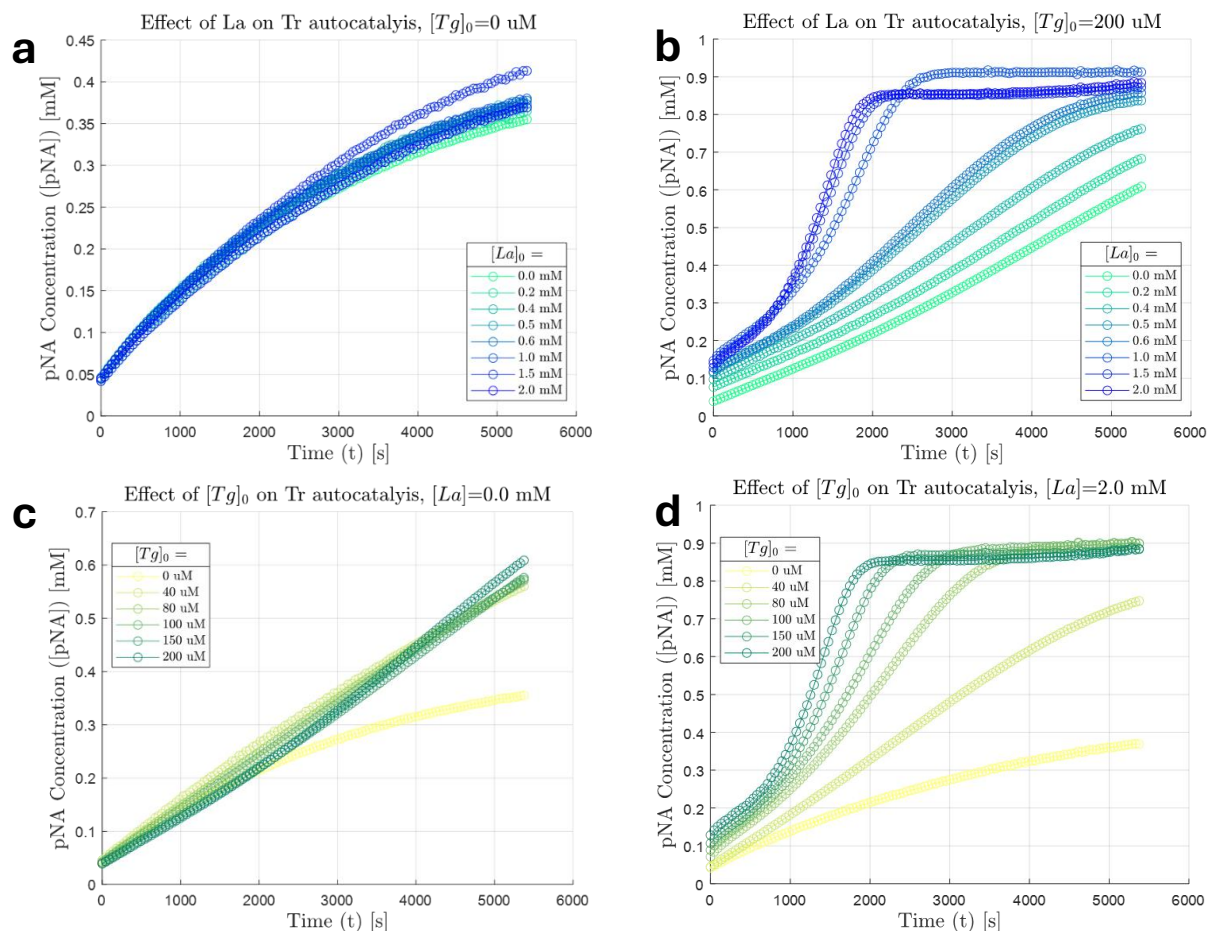 a
Effect of La on Tr autocatalyis, [Tg]₀=0 uM
pNA Concentration ([pNA]) [mM]
0.45
0.4
0.35
0.3
0.25
0.2
0.15
0.1
0.05
0
0
1000
2000
3000
4000
5000
6000
Time (t) [s]
[La]₀ =
0.0 mM
0.2 mM
0.4 mM
0.5 mM
0.6 mM
1.0 mM
1.5 mM
2.0 mM
b
Effect of La on Tr autocatalyis, [Tg]₀=200 uM
pNA Concentration ([pNA]) [mM]
1
0.9
0.8
0.7
0.6
0.5
0.4
0.3
0.2
0.1
0
0
1000
2000
3000
4000
5000
6000
Time (t) [s]
[La]₀ =
0.0 mM
0.2 mM
0.4 mM
0.5 mM
0.6 mM
1.0 mM
1.5 mM
2.0 mM
c
Effect of [Tg]₀ on Tr autocatalyis, [La]=0.0 mM
pNA Concentration ([pNA]) [mM]
0.7
0.6
0.5
0.4
0.3
0.2
0.1
0
0
1000
2000
3000
4000
5000
6000
Time (t) [s]
[Tg]₀ =
0 uM
40 uM
80 uM
100 uM
150 uM
200 uM
d
Effect of [Tg]₀ on Tr autocatalyis, [La]=2.0 mM
pNA Concentration ([pNA]) [mM]
1
0.9
0.8
0.7
0.6
0.5
0.4
0.3
0.2
0.1
0
0
1000
2000
3000
4000
5000
6000
Time (t) [s]
[Tg]₀ =
0 uM
40 uM
80 uM
100 uM
150 uM
200 uM